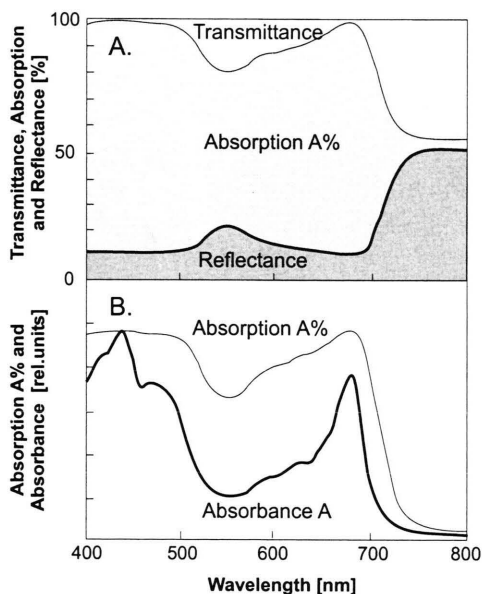 100
A.
Transmittance
Transmittance, Absorption
and Reflectance [%]
Absorption A%
50
Reflectance
0
B.
Absorption A%
Absorption A% and
Absorbance [rel.units]
Absorbance A
400
500
600
700
800
Wavelength [nm]